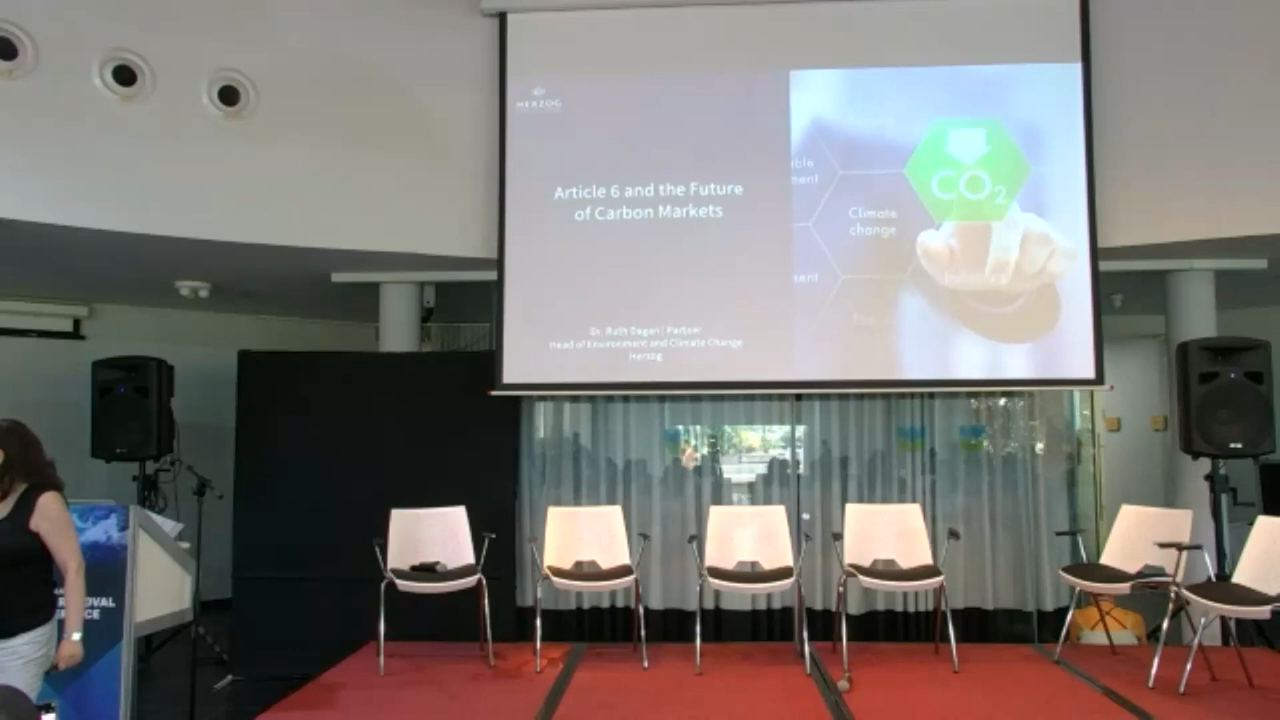 HERZOG
Article 6 and the Future
of Carbon Markets
Dr. Ruth Dagan | Partner
Head of Environment and Climate Change
Herzog
CO2
Climate
change